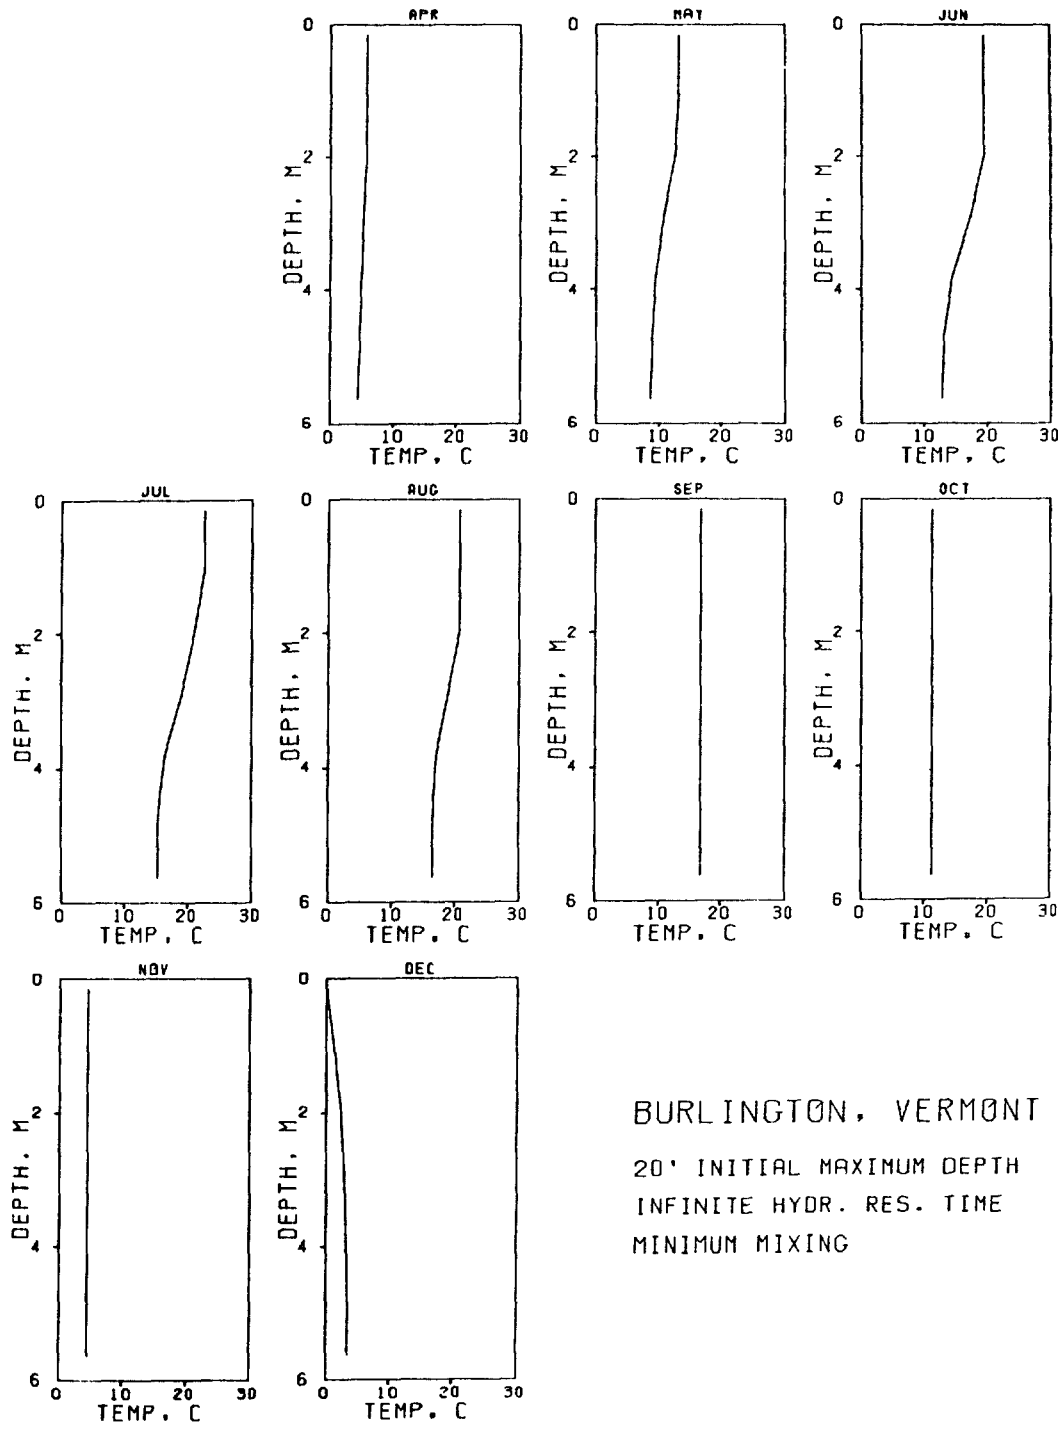 APR MAY JUN
0 0 0
2 2 2
DEPTH, M DEPTH, M DEPTH, M
4 4 4
6 6 6
0 10 20 30 0 10 20 30 0 10 20 30
TEMP, C TEMP, C TEMP, C
JUL AUG SEP OCT
0 0 0 0
2 2 2 2
DEPTH, M DEPTH, M DEPTH, M DEPTH, M
4 4 4 4
6 6 6 6
0 10 20 30 0 10 20 30 0 10 20 30 0 10 20 30
TEMP, C TEMP, C TEMP, C TEMP, C
NOV DEC
0 0
2 2
DEPTH, M DEPTH, M
4 4
6 6
0 10 20 30 0 10 20 30
TEMP, C TEMP, C
BURLINGTON, VERMONT
20' INITIAL MAXIMUM DEPTH
INFINITE HYDR. RES. TIME
MINIMUM MIXING